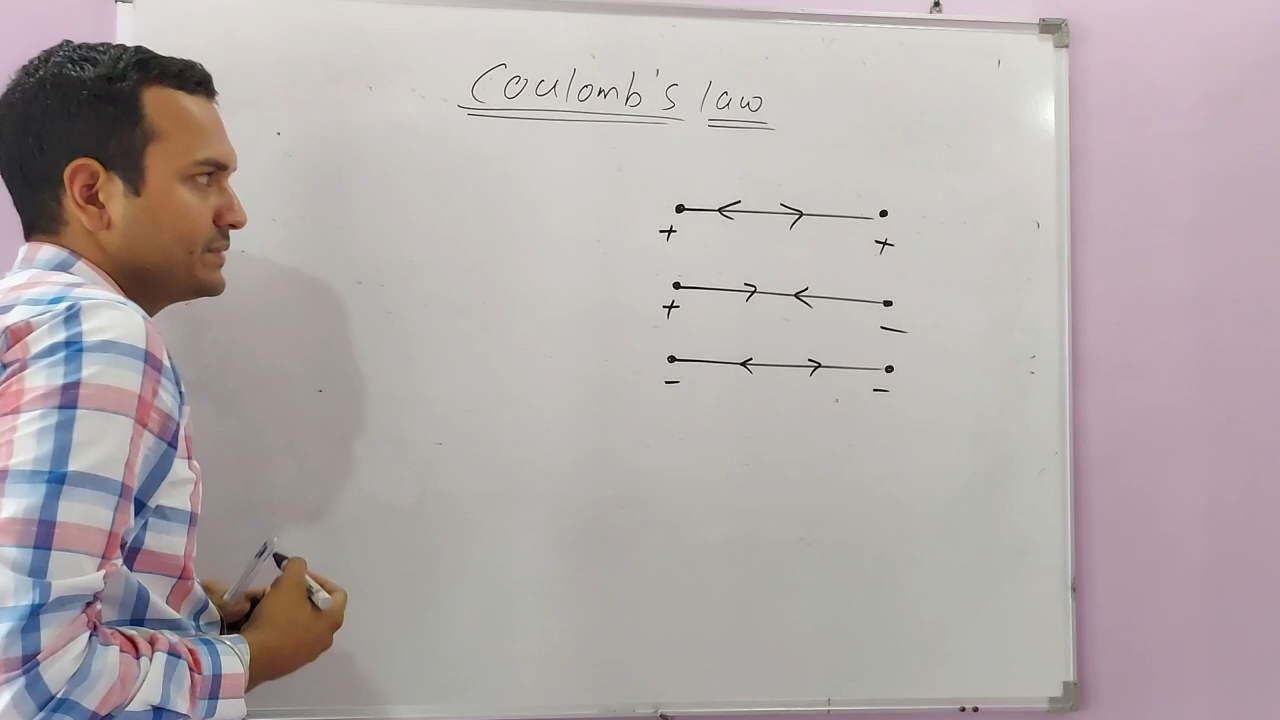 Coulomb's law
+ +
+ −
− −